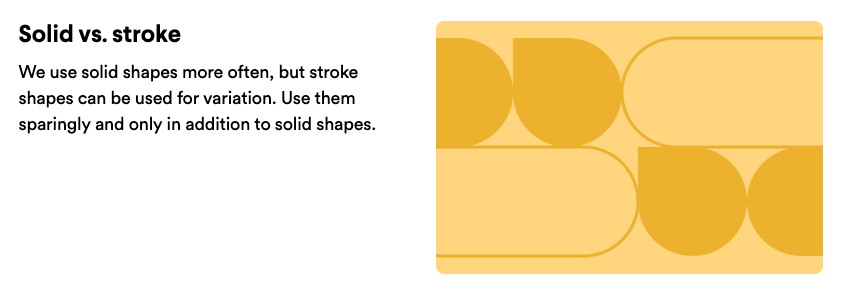 Solid vs. stroke
We use solid shapes more often, but stroke
shapes can be used for variation. Use them
sparingly and only in addition to solid shapes.